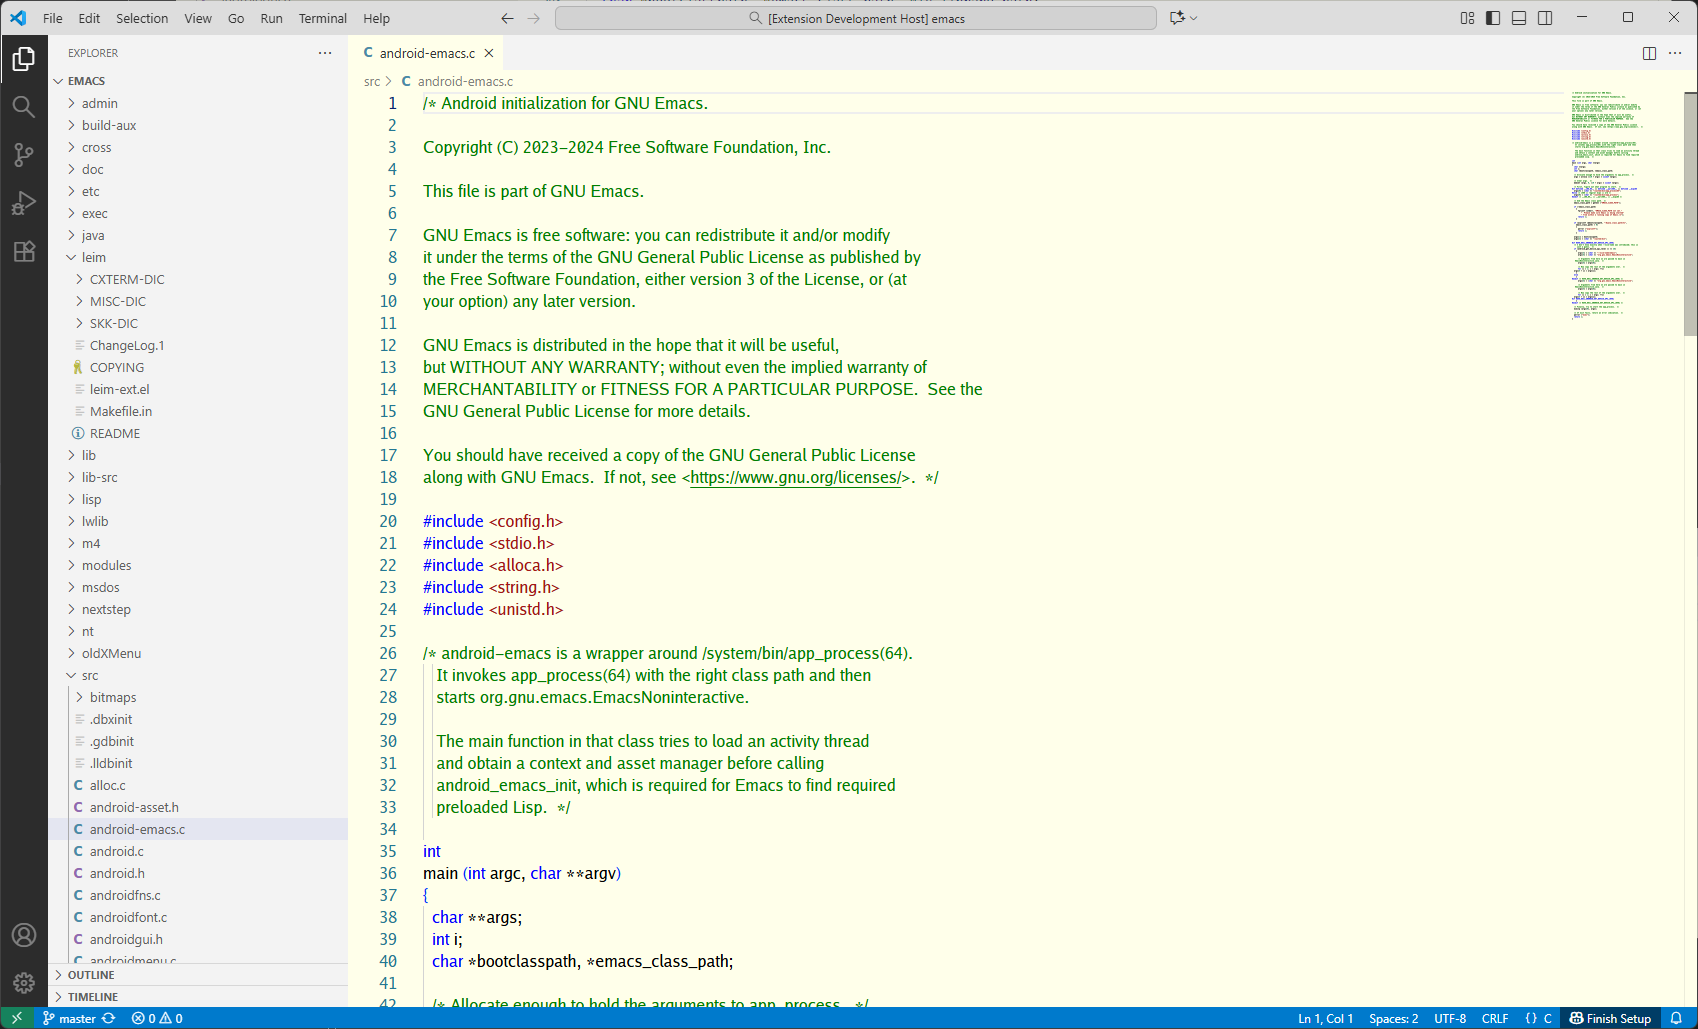 File Edit Selection View Go Run Terminal Help
[Extension Development Host] emacs
EXPLORER
EMACS
admin
build-aux
cross
doc
etc
exec
java
leim
CXTERM-DIC
MISC-DIC
SKK-DIC
ChangeLog.1
COPYING
leim-ext.el
Makefile.in
README
lib
lib-src
lisp
lwlib
m4
modules
msdos
nextstep
nt
oldXMenu
src
bitmaps
.dbxinit
.gdbinit
.lldbinit
C alloc.c
C android-asset.h
C android-emacs.c
C android.c
C android.h
C androidfns.c
C androidfont.c
C androidgui.h
C androidmenu.c
OUTLINE
TIMELINE
C android-emacs.c
src > C android-emacs.c
1 /* Android initialization for GNU Emacs.
2
3 Copyright (C) 2023-2024 Free Software Foundation, Inc.
4
5 This file is part of GNU Emacs.
6
7 GNU Emacs is free software: you can redistribute it and/or modify
8 it under the terms of the GNU General Public License as published by
9 the Free Software Foundation, either version 3 of the License, or (at
10 your option) any later version.
11
12 GNU Emacs is distributed in the hope that it will be useful,
13 but WITHOUT ANY WARRANTY; without even the implied warranty of
14 MERCHANTABILITY or FITNESS FOR A PARTICULAR PURPOSE.  See the
15 GNU General Public License for more details.
16
17 You should have received a copy of the GNU General Public License
18 along with GNU Emacs.  If not, see <https://www.gnu.org/licenses/>.  */
19
20 #include <config.h>
21 #include <stdio.h>
22 #include <alloca.h>
23 #include <string.h>
24 #include <unistd.h>
25
26 /* android-emacs is a wrapper around /system/bin/app_process(64).
27 It invokes app_process(64) with the right class path and then
28 starts org.gnu.emacs.EmacsNoninteractive.
29
30 The main function in that class tries to load an activity thread
31 and obtain a context and asset manager before calling
32 android_emacs_init, which is required for Emacs to find required
33 preloaded Lisp.  */
34
35 int
36 main (int argc, char **argv)
37 {
38 char **args;
39 int i;
40 char *bootclasspath, *emacs_class_path;
41
42 /* Allocate enough to hold the arguments to app_process.  */
master 0 0 Ln 1, Col 1 Spaces: 2 UTF-8 CRLF {} C Finish Setup